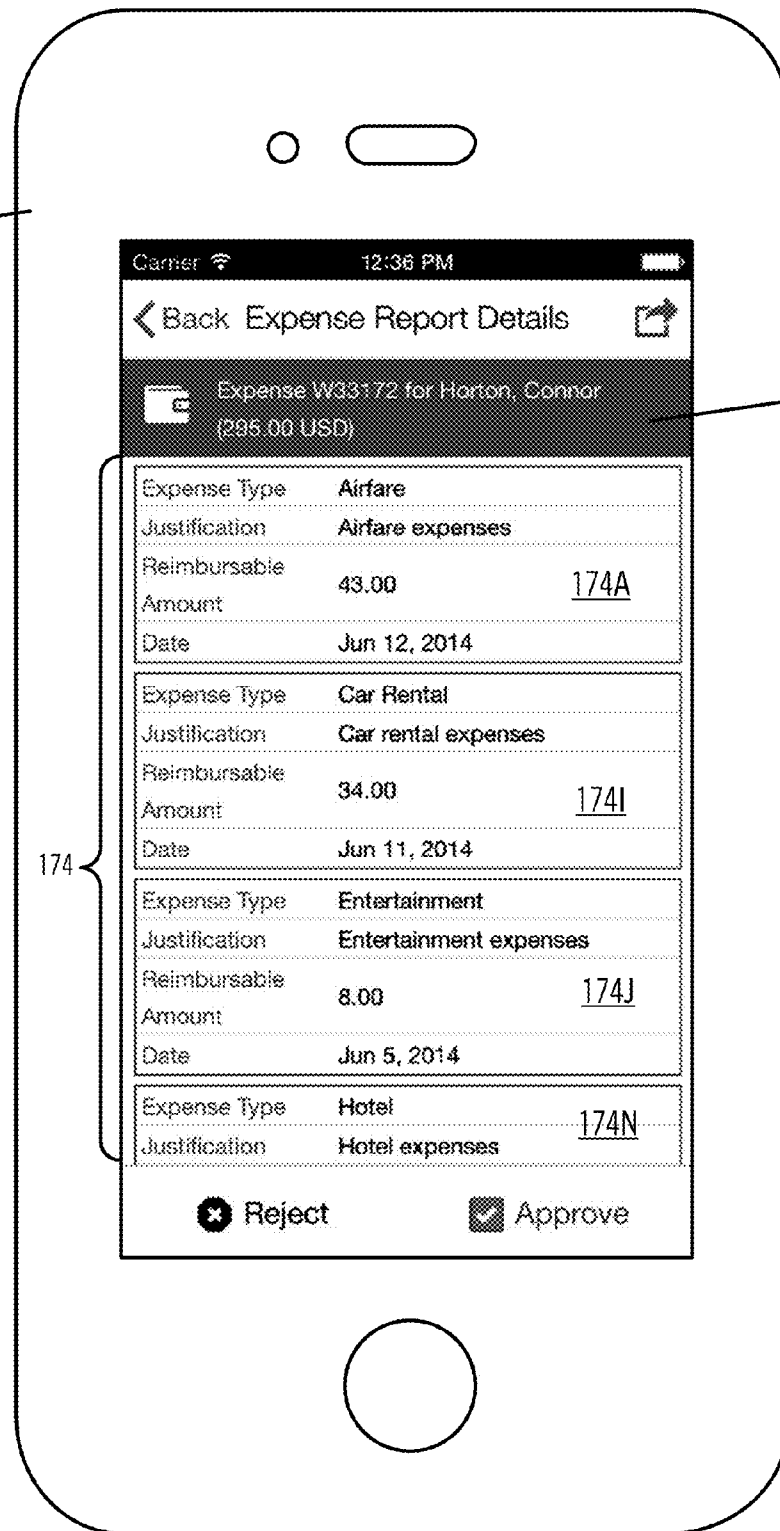 Carrier 12:36 PM
Back Expense Report Details
Expense W33172 for Horton, Connor
(295.00 USD)
Expense Type Airfare
Justification Airfare expenses
Reimbursable
Amount
43.00
174A
Date Jun 12, 2014
Expense Type Car Rental
Justification Car rental expenses
Reimbursable
Amount
34.00
174I
Date Jun 11, 2014
174
Expense Type Entertainment
Justification Entertainment expenses
Reimbursable
Amount
8.00
174J
Date Jun 5, 2014
Expense Type Hotel
174N
Justification Hotel expenses
Reject Approve